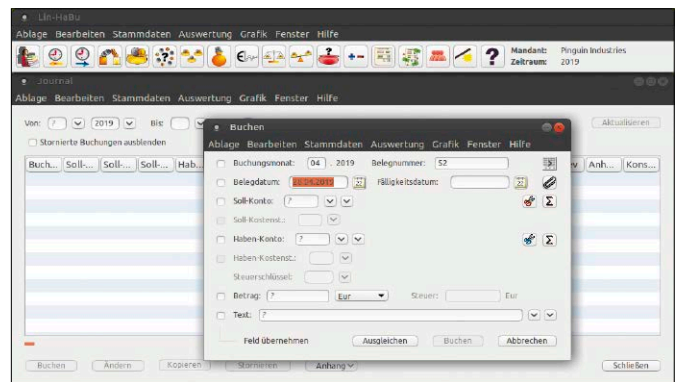 Lin-HaBu
Ablage Bearbeiten Stammdaten Auswertung Grafik Fenster Hilfe
Mandant: Pinguin Industries
Zeitraum: 2019
Journal
Ablage Bearbeiten Stammdaten Auswertung Grafik Fenster Hilfe
Von: ? 2019 Bis:
Aktualisieren
Stornierte Buchungen ausblenden
Buch... Soll-... Soll-... Soll-... Hab... Anh... Kons...
Buchen
Ablage Bearbeiten Stammdaten Auswertung Grafik Fenster Hilfe
Buchungsmonat: 04 . 2019 Belegnummer: 52
Belegdatum: Fälligkeitsdatum:
Soll-Konto: ?
Soll-Kostenst.:
Haben-Konto: ?
Haben-Kostenst.:
Steuerschlüssel:
Betrag: ? Eur Steuer: Eur
Text: ?
Feld übernehmen Ausgleichen Buchen Abbrechen
Buchen Ändern Kopieren Stornieren Anhang Schließen